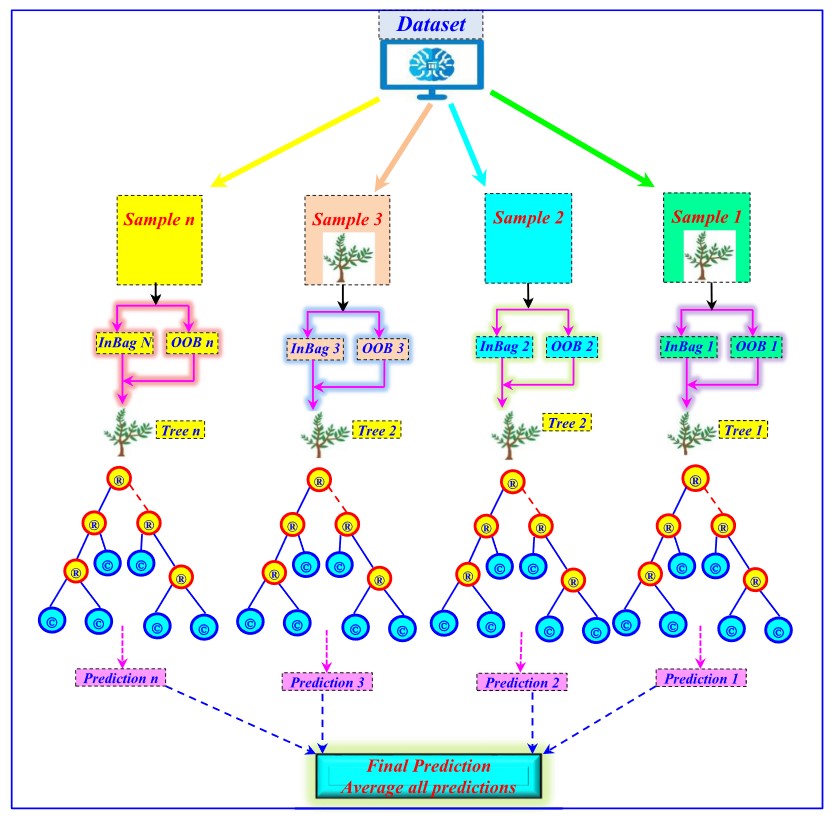 Dataset
Sample n
Sample 3
Sample 2
Sample 1
InBag N
OOB n
InBag 3
OOB 3
InBag 2
OOB 2
InBag 1
OOB 1
Tree n
Tree 2
Tree 2
Tree 1
®
®
®
®
® ®
® ®
® ®
® ®
© ©
© ©
© ©
© ©
® ®
® ®
® ®
® ®
© © © ©
© © © ©
© © © ©
© © © ©
Prediction n
Prediction 3
Prediction 2
Prediction 1
Final Prediction
Average all predictions